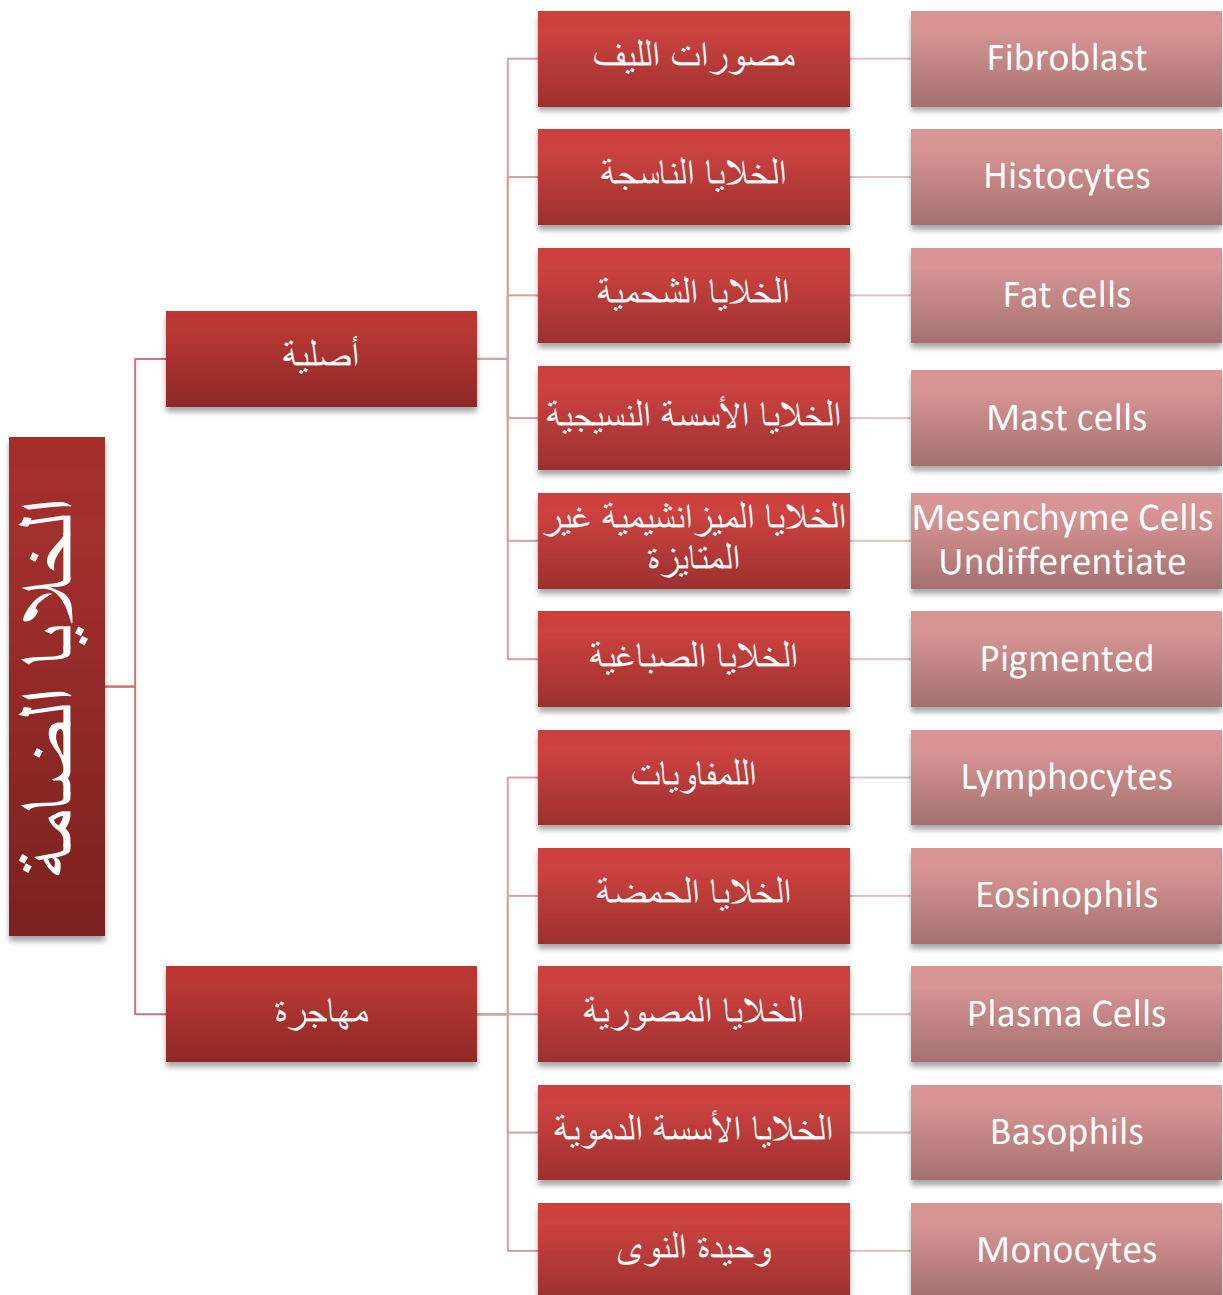 الخلايا الضامة
أصلية
مصورات الليف
Fibroblast
الخلايا الناسجة
Histocytes
الخلايا الشحمية
Fat cells
الخلايا الأسسة النسيجية
Mast cells
الخلايا الميزانشيمية غير
المتايزة
Mesenchyme Cells
Undifferentiate
الخلايا الصباغية
Pigmented
مهاجرة
اللمفاويات
Lymphocytes
الخلايا الحمضة
Eosinophils
الخلايا المصورية
Plasma Cells
الخلايا الأسسة الدموية
Basophils
وحيدة النوى
Monocytes